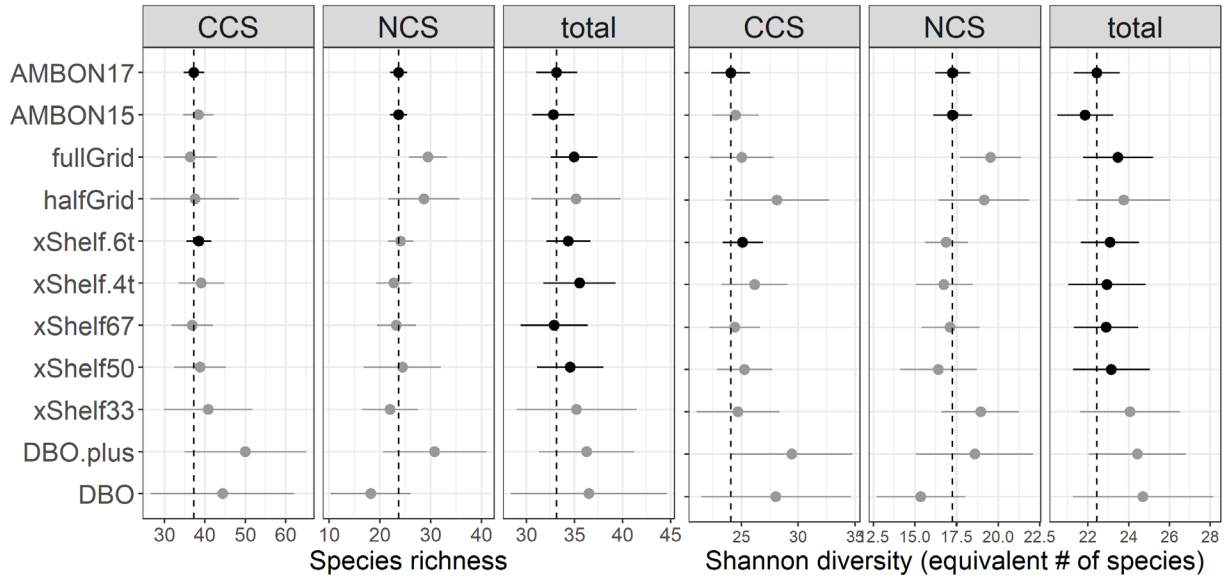 CCS NCS total CCS NCS total
AMBON17
AMBON15
fullGrid
halfGrid
xShelf.6t
xShelf.4t
xShelf67
xShelf50
xShelf33
DBO.plus
DBO
30 40 50 60 10 20 30 40 30 35 40 45 25 30 35 12.5 15.0 17.5 20.0 22.5 22 24 26 28
Species richness Shannon diversity (equivalent # of species)